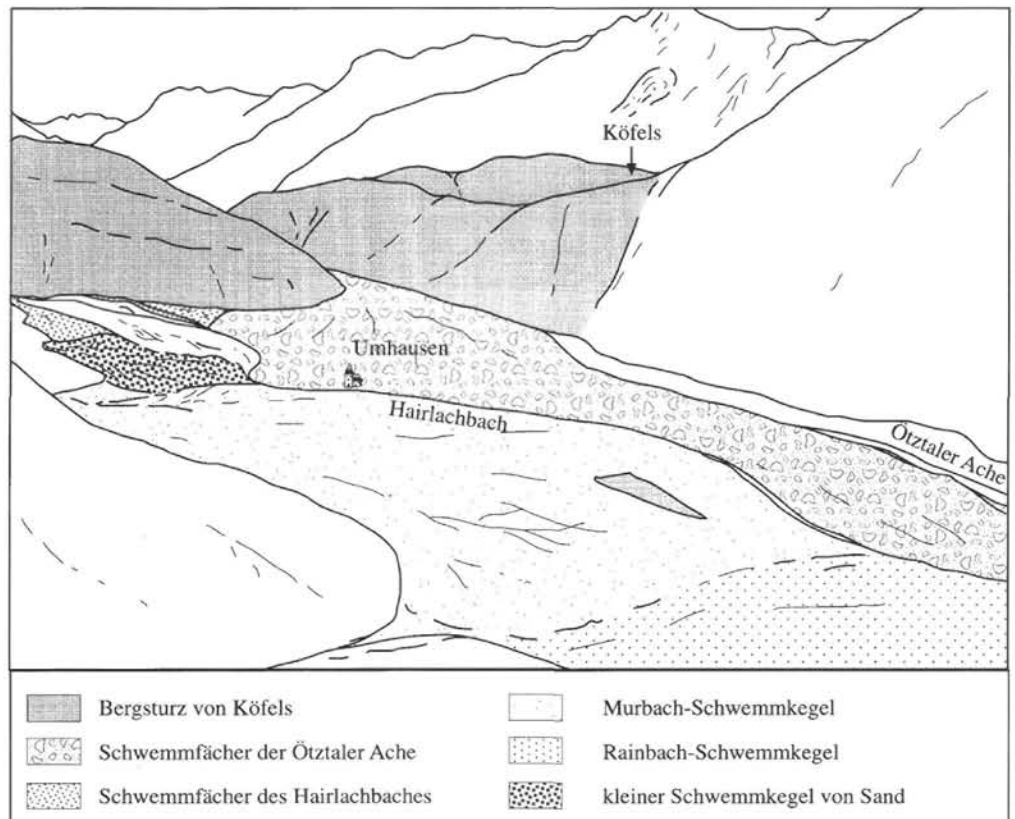 Köfels
Umhausen
Hairlachbach
Ötztaler Ache
Bergsturz von Köfels
Schwemmfächer der Ötztaler Ache
Schwemmfächer des Hairlachbaches
Murbach-Schwemmkegel
Rainbach-Schwemmkegel
kleiner Schwemmkegel von Sand